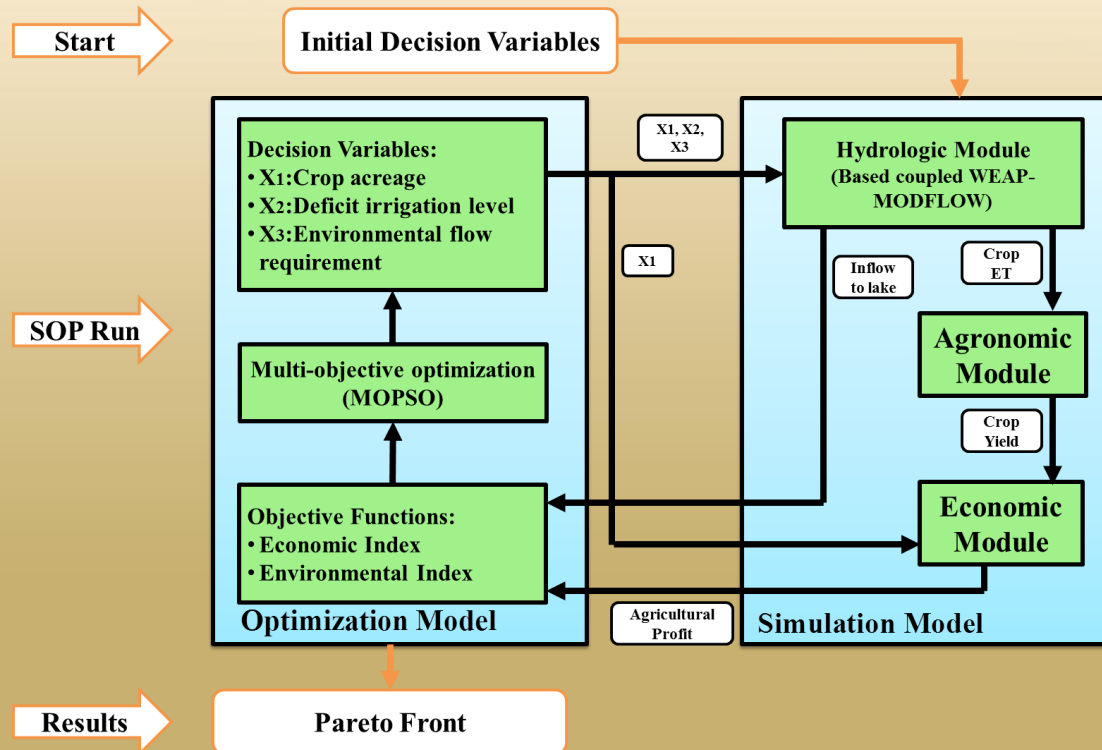 Start
Initial Decision Variables
Decision Variables:
• X1:Crop acreage
• X2:Deficit irrigation level
• X3:Environmental flow
requirement
X1, X2,
X3
Hydrologic Module
(Based coupled WEAP-
MODFLOW)
X1
Inflow
to lake
Crop
ET
SOP Run
Multi-objective optimization
(MOPSO)
Agronomic
Module
Crop
Yield
Objective Functions:
• Economic Index
• Environmental Index
Economic
Module
Optimization Model
Agricultural
Profit
Simulation Model
Results
Pareto Front